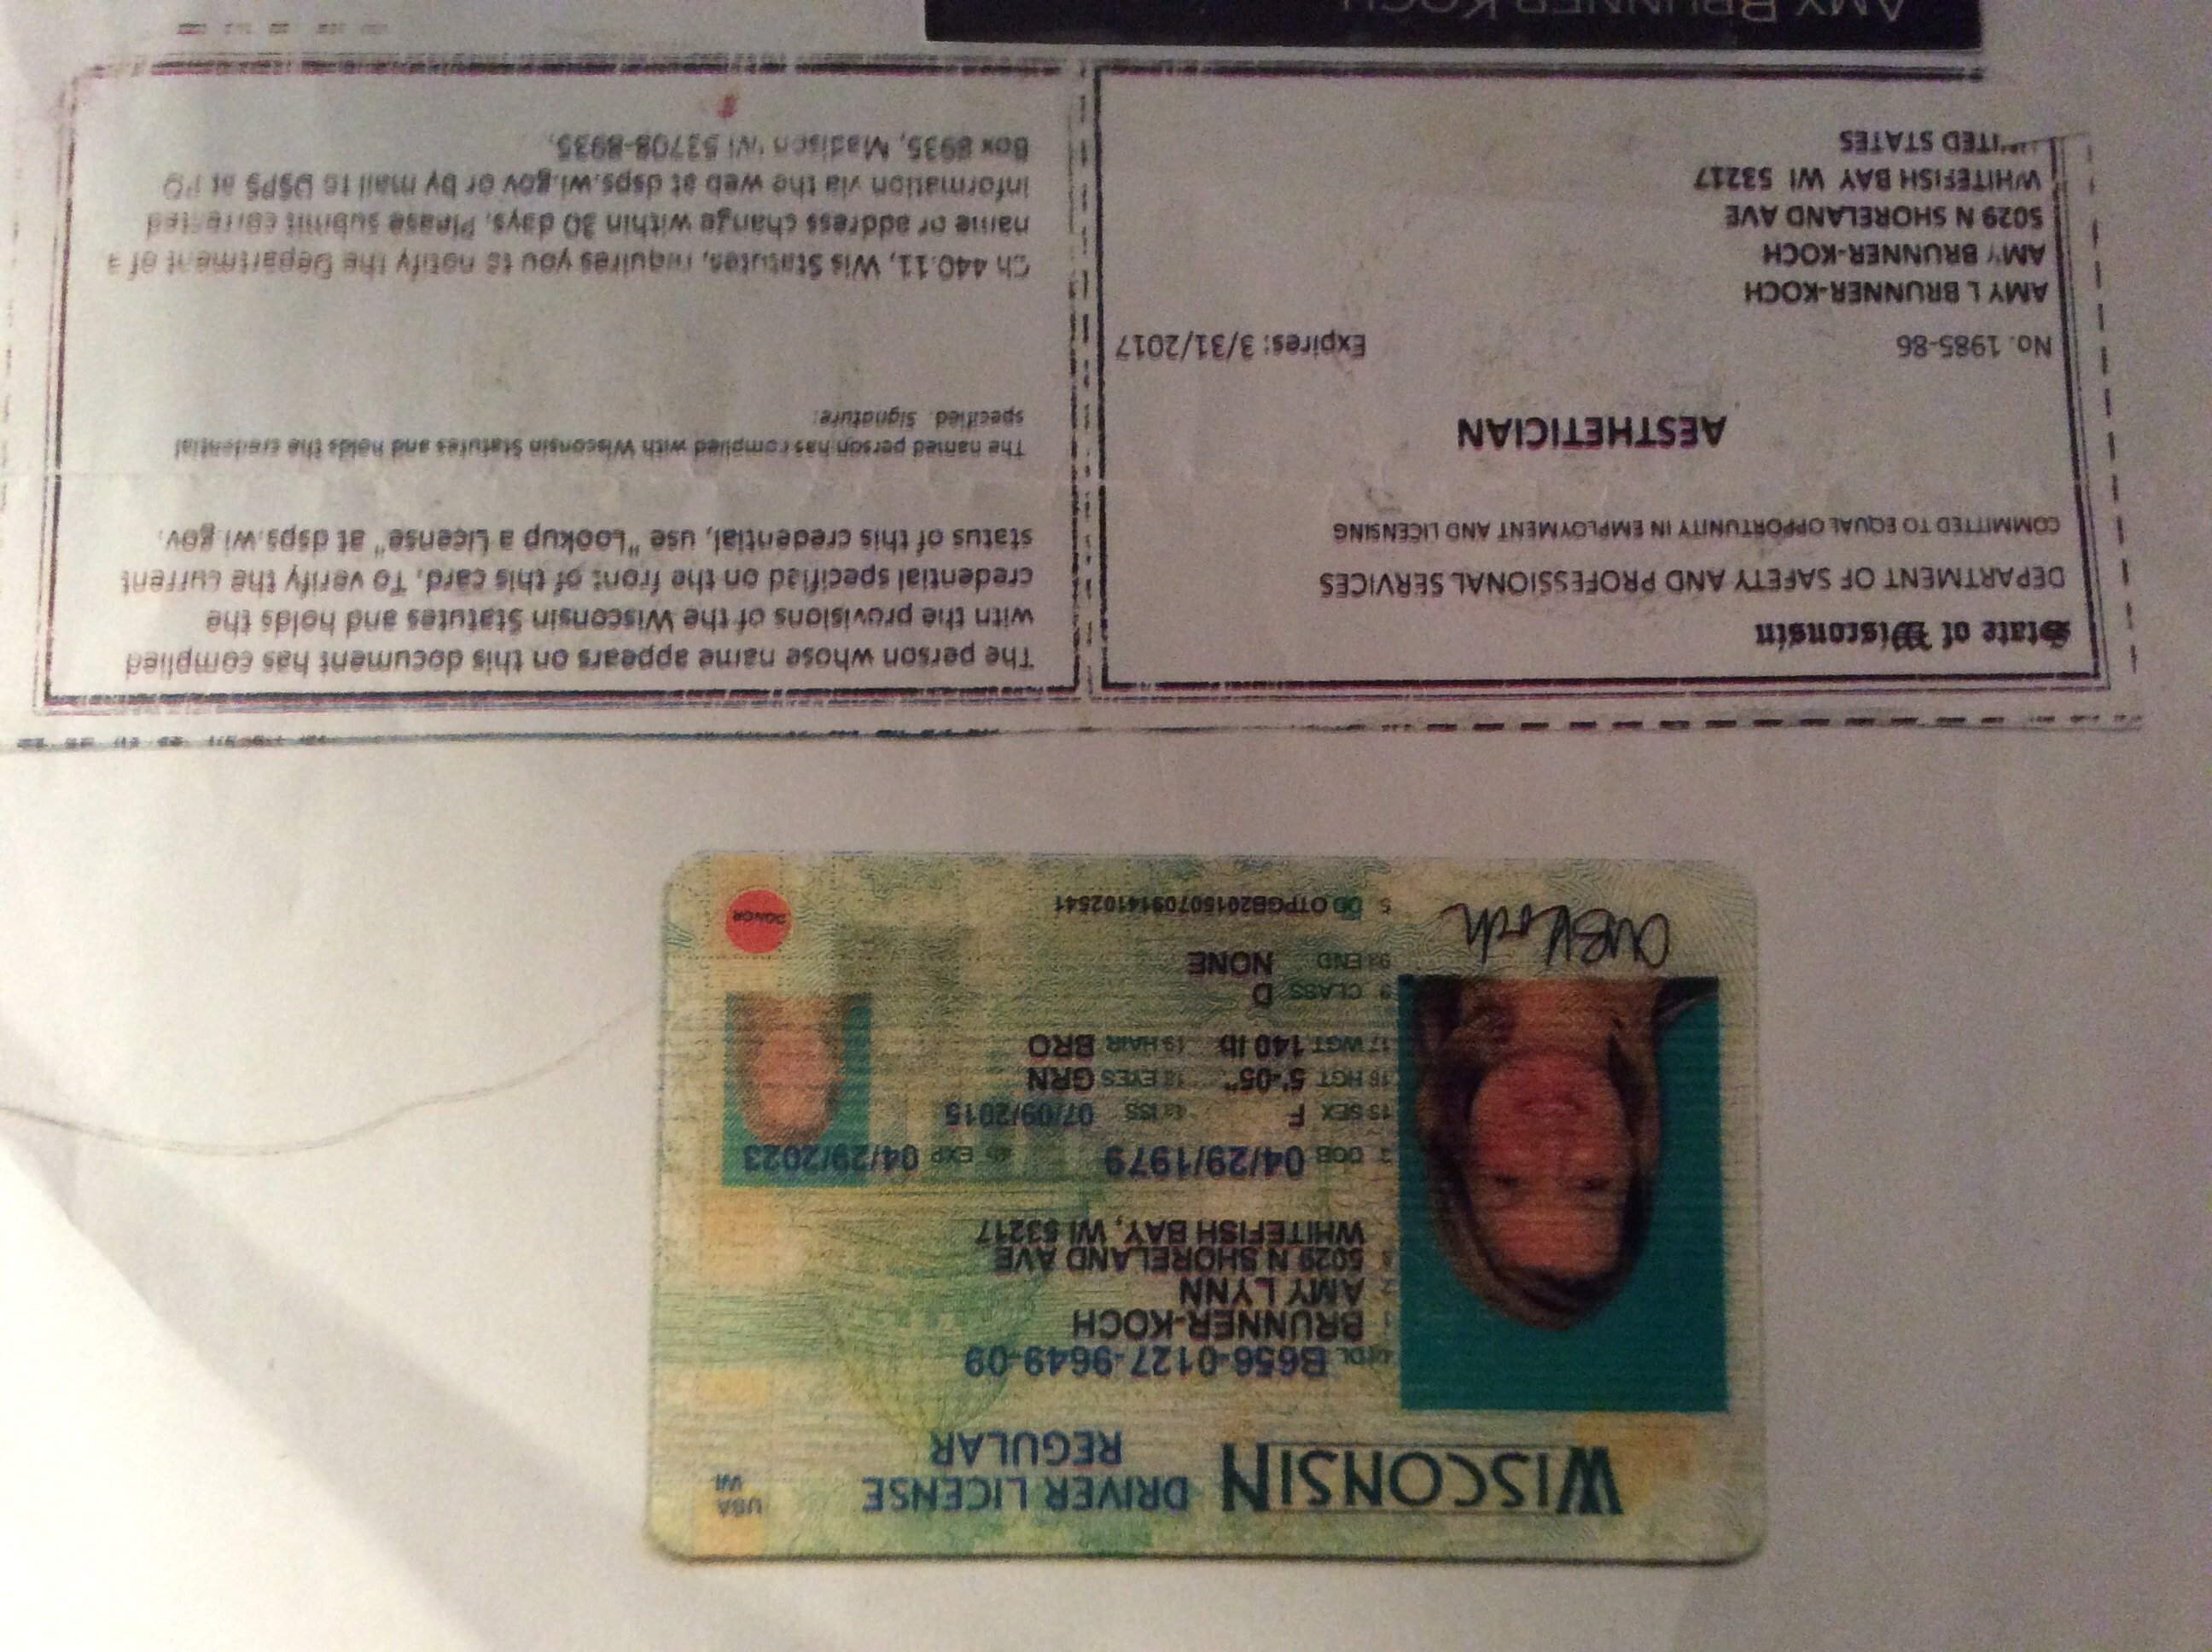 WISCONSIN DRIVER LICENSE
REGULAR
USA
WI
4d DL B656-0127-9649-09
1 BRUNNER-KOCH
2 AMY LYNN
8 5029 N SHORELAND AVE
WHITEFISH BAY, WI 53217
3 DOB 04/29/1979 4b EXP 04/29/2023
15 SEX F 4a ISS 07/09/2015
16 HGT 5'-05" 18 EYES GRN
17 WGT 140 lb 19 HAIR BRO
9 CLASS D
9a END NONE
5 DD OTPGB2015070914102541
DONOR
ABKoch
State of Wisconsin
DEPARTMENT OF SAFETY AND PROFESSIONAL SERVICES
COMMITTED TO EQUAL OPPORTUNITY IN EMPLOYMENT AND LICENSING
AESTHETICIAN
No. 1985-86 Expires: 3/31/2017
AMY L BRUNNER-KOCH
AMY BRUNNER-KOCH
5029 N SHORELAND AVE
WHITEFISH BAY WI 53217
UNITED STATES
The person whose name appears on this document has complied
with the provisions of the Wisconsin Statutes and holds the
credential specified on the front of this card. To verify the current
status of this credential, use "Lookup a License" at dsps.wi.gov.
The named person has complied with Wisconsin Statutes and holds the credential
specified. Signature:
Ch 440.11, Wis Statutes, requires you to notify the Department of a
name or address change within 30 days. Please submit corrected
information via the web at dsps.wi.gov or by mail to DSPS at PO
Box 8935, Madison WI 53708-8935.
AMY BRUNNER KOCH